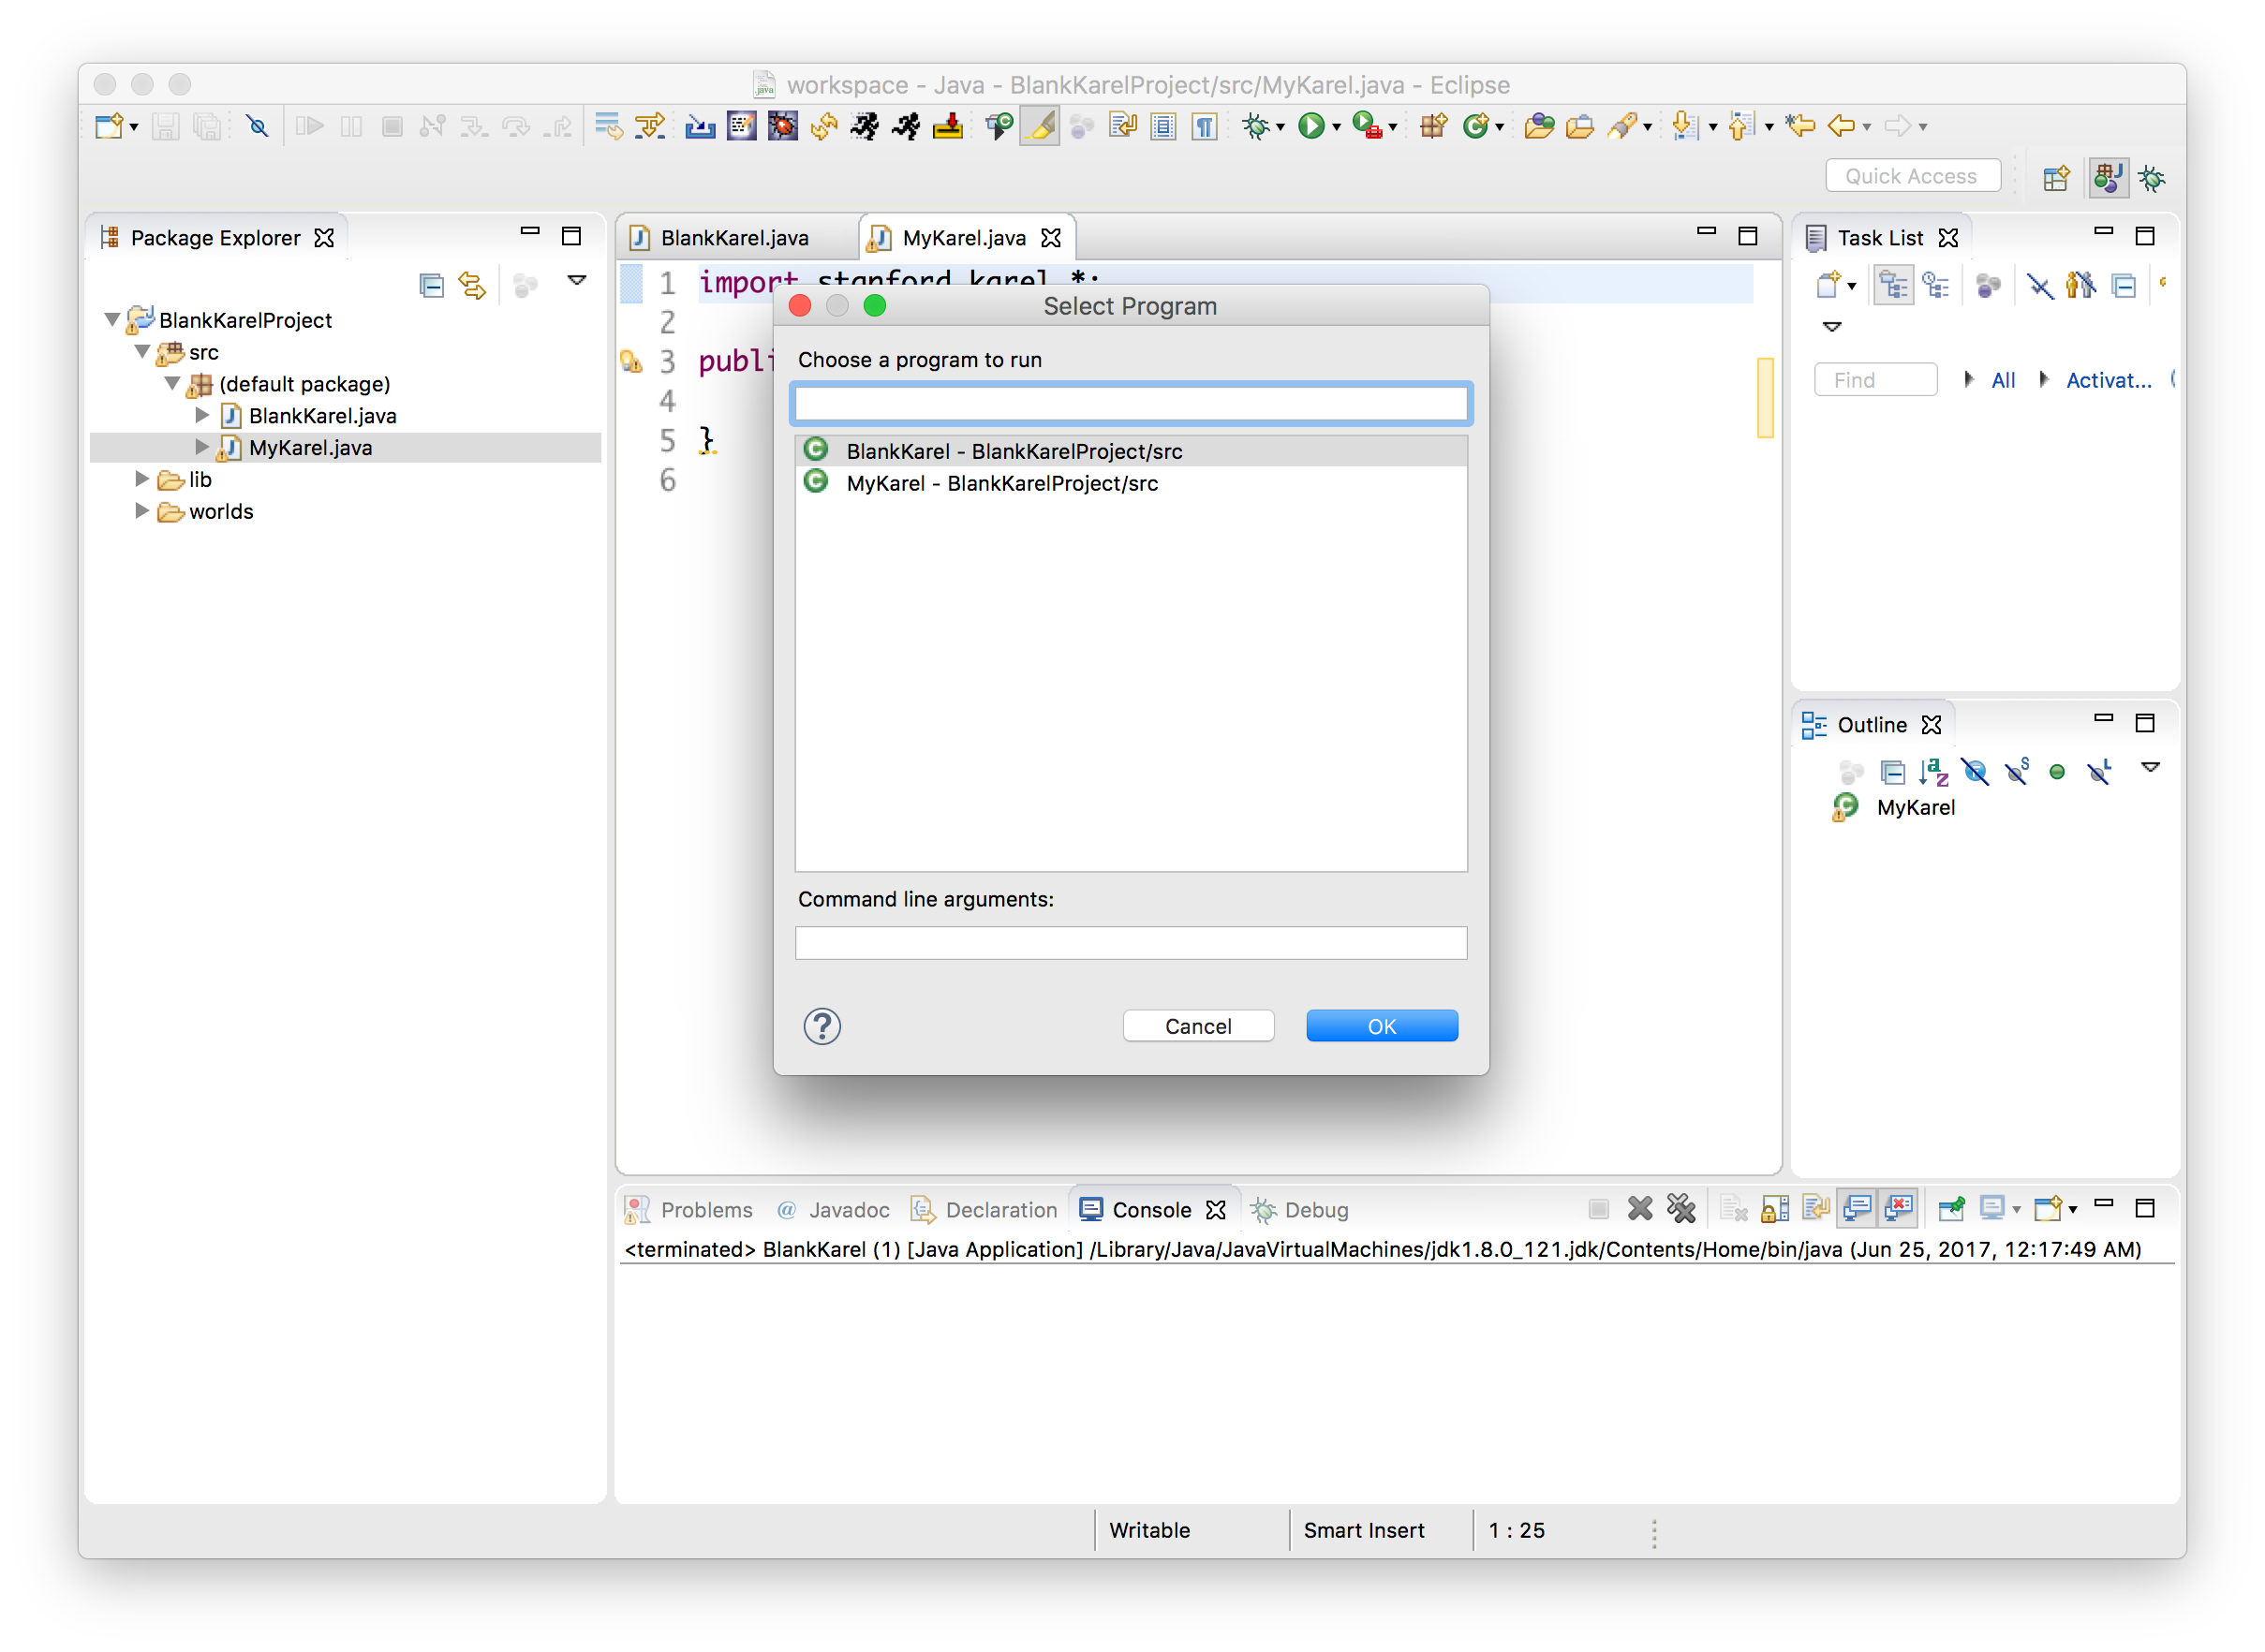 workspace - Java - BlankKarelProject/src/MyKarel.java - Eclipse
Quick Access
Package Explorer
BlankKarelProject
src
(default package)
BlankKarel.java
MyKarel.java
lib
worlds
BlankKarel.java
MyKarel.java
1 import stanford.karel.*;
2
3 publi
4
5 }
6
Select Program
Choose a program to run
BlankKarel - BlankKarelProject/src
MyKarel - BlankKarelProject/src
Command line arguments:
? Cancel OK
Task List
Find All Activat...
Outline
MyKarel
Problems @ Javadoc Declaration Console Debug
<terminated> BlankKarel (1) [Java Application] /Library/Java/JavaVirtualMachines/jdk1.8.0_121.jdk/Contents/Home/bin/java (Jun 25, 2017, 12:17:49 AM)
Writable Smart Insert 1 : 25